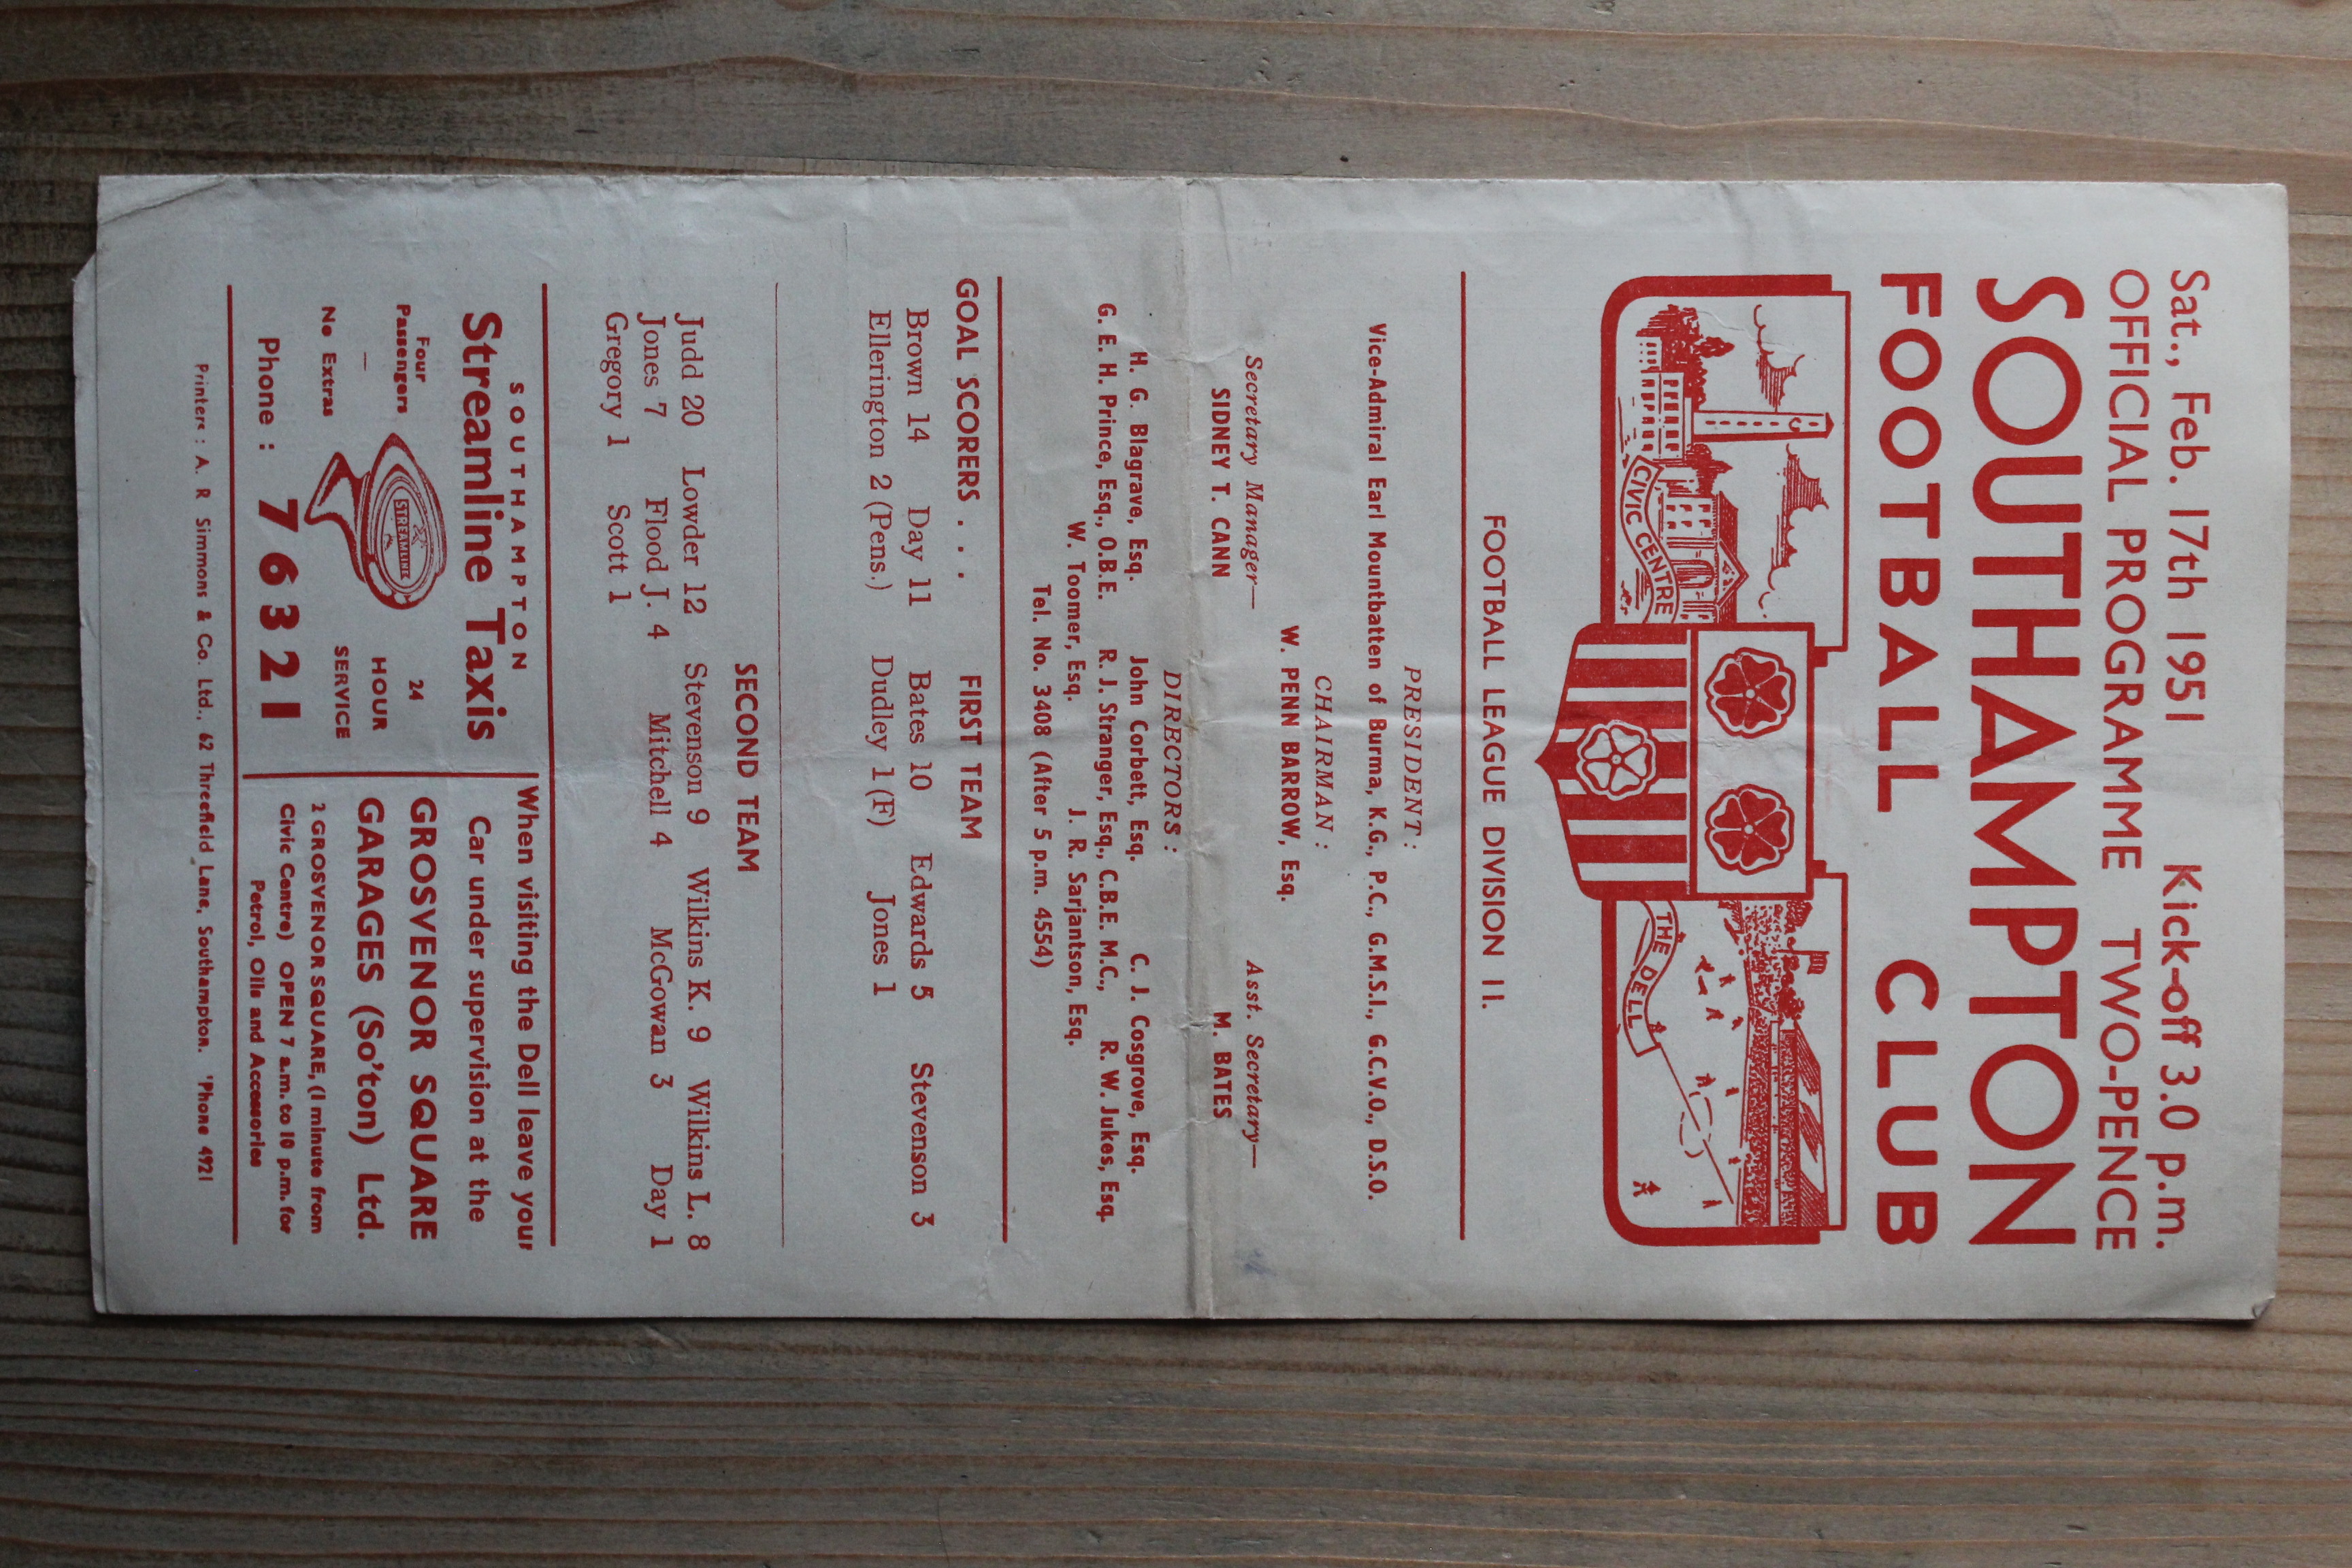 Sat., Feb. 17th 1951 Kick-off 3.0 p.m.
OFFICIAL PROGRAMME TWO-PENCE
SOUTHAMPTON
FOOTBALL CLUB
CIVIC CENTRE
THE DELL
FOOTBALL LEAGUE DIVISION II.
PRESIDENT :
Vice-Admiral Earl Mountbatten of Burma, K.G., P.C., G.M.S.I., G.C.V.O., D.S.O.
CHAIRMAN :
W. PENN BARROW, Esq.
Secretary Manager— Asst. Secretary—
SIDNEY T. CANN M. BATES
DIRECTORS :
H. G. Blagrave, Esq. John Corbett, Esq. C. J. Cosgrove, Esq.
G. E. H. Prince, Esq., O.B.E. R. J. Stranger, Esq., C.B.E. M.C., R. W. Jukes, Esq.
W. Toomer, Esq. J. R. Sarjantson, Esq.
Tel. No. 3408 (After 5 p.m. 4554)
GOAL SCORERS . . . FIRST TEAM
Brown 14 Day 11 Bates 10 Edwards 5 Stevenson 3
Ellerington 2 (Pens.) Dudley 1 (F) Jones 1
SECOND TEAM
Judd 20 Lowder 12 Stevenson 9 Wilkins K. 9 Wilkins L. 8
Jones 7 Flood J. 4 Mitchell 4 McGowan 3 Day 1
Gregory 1 Scott 1
SOUTHAMPTON
Streamline Taxis
Four
Passengers
—
No Extras
STREAMLINE
24
HOUR
SERVICE
Phone : 76321
When visiting the Dell leave your
Car under supervision at the
GROSVENOR SQUARE
GARAGES (So'ton) Ltd.
2 GROSVENOR SQUARE, (1 minute from
Civic Centre) OPEN 7 a.m. to 10 p.m. for
Petrol, Oils and Accessories
Printers : A. R Simmons & Co. Ltd., 62 Threefield Lane, Southampton. 'Phone 4921